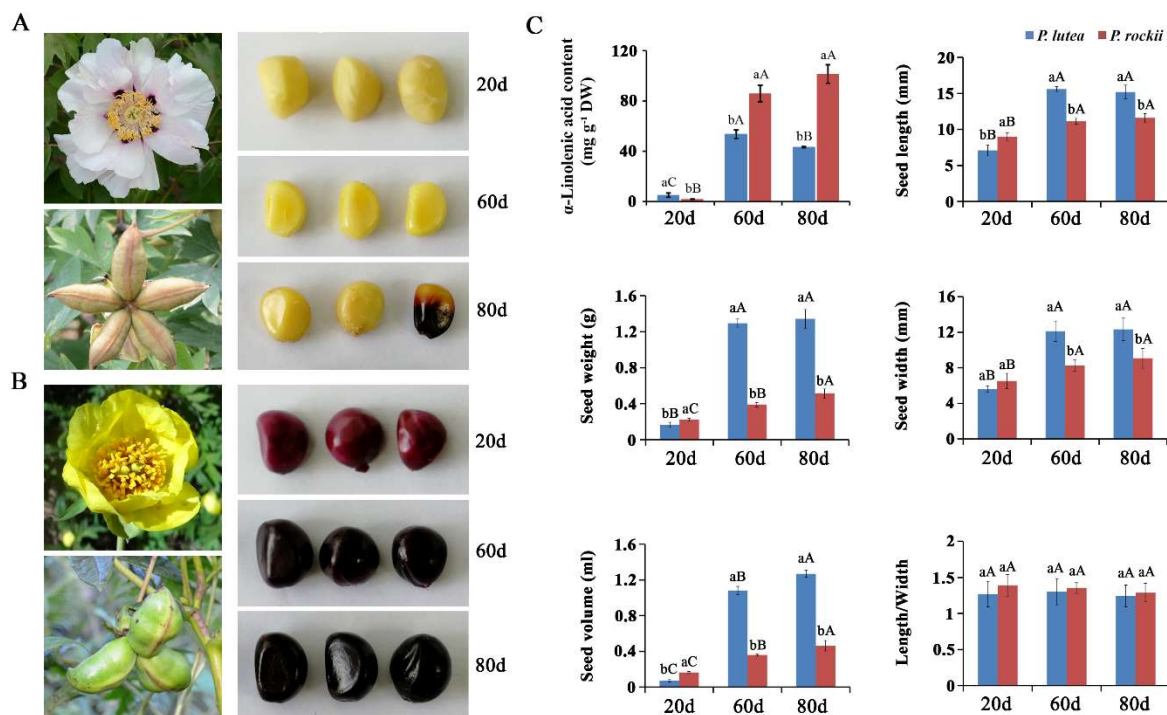 A
20d
60d
80d
B
20d
60d
80d
C
P. lutea P. rockii
α-Linolenic acid content
(mg g⁻¹ DW)
120
80
40
0
aC bB bA aA bB aA
20d 60d 80d
Seed length (mm)
20
15
10
5
0
bB aB aA bA aA bA
20d 60d 80d
Seed weight (g)
1.6
1.2
0.8
0.4
0
bB aC aA bB aA bA
20d 60d 80d
Seed width (mm)
20
15
10
5
0
aB aB aA bA aA bA
20d 60d 80d
Seed volume (ml)
1.6
1.2
0.8
0.4
0
bC aC aB bB aA bA
20d 60d 80d
Length/Width
2
1.5
1
0.5
0
aA aA aA aA aA aA
20d 60d 80d